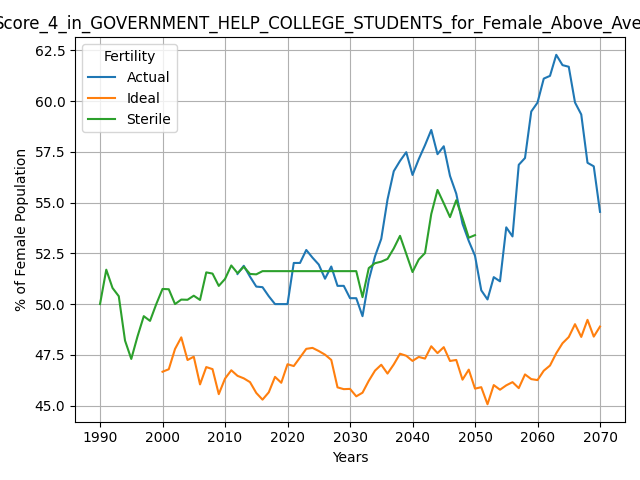 Score_4_in_GOVERNMENT_HELP_COLLEGE_STUDENTS_for_Female_Above_Ave
Fertility
Actual
Ideal
Sterile
62.5
60.0
57.5
55.0
52.5
50.0
47.5
45.0
% of Female Population
1990 2000 2010 2020 2030 2040 2050 2060 2070
Years